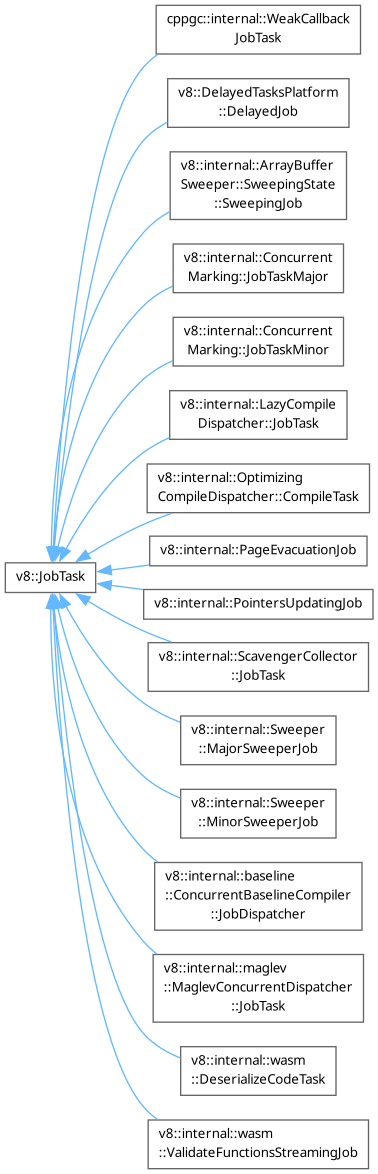 cppgc::internal::WeakCallback
JobTask
v8::DelayedTasksPlatform
::DelayedJob
v8::internal::ArrayBuffer
Sweeper::SweepingState
::SweepingJob
v8::internal::Concurrent
Marking::JobTaskMajor
v8::internal::Concurrent
Marking::JobTaskMinor
v8::internal::LazyCompile
Dispatcher::JobTask
v8::internal::Optimizing
CompileDispatcher::CompileTask
v8::internal::PageEvacuationJob
v8::JobTask
v8::internal::PointersUpdatingJob
v8::internal::ScavengerCollector
::JobTask
v8::internal::Sweeper
::MajorSweeperJob
v8::internal::Sweeper
::MinorSweeperJob
v8::internal::baseline
::ConcurrentBaselineCompiler
::JobDispatcher
v8::internal::maglev
::MaglevConcurrentDispatcher
::JobTask
v8::internal::wasm
::DeserializeCodeTask
v8::internal::wasm
::ValidateFunctionsStreamingJob